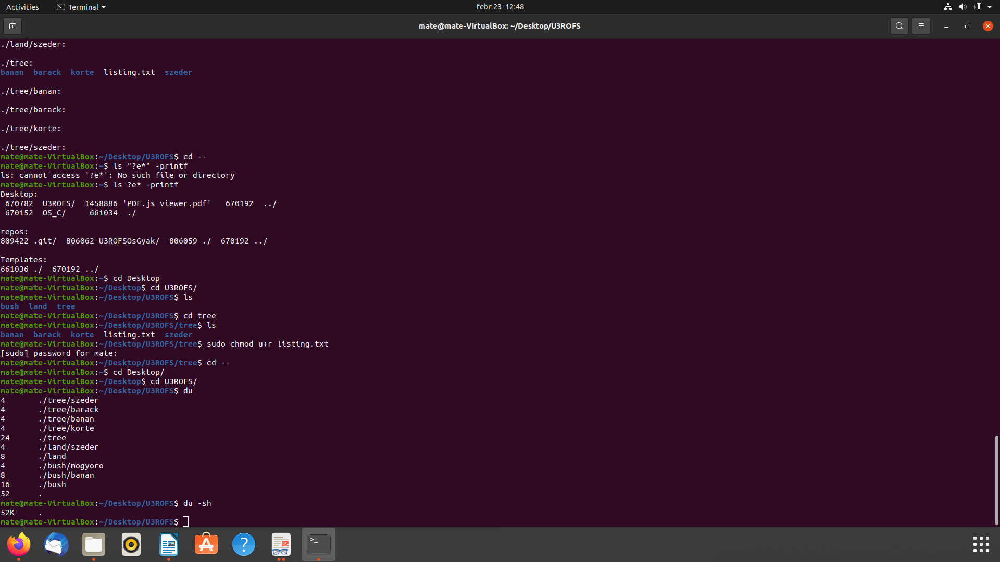 Activities
Terminal
febr 23 12:48
mate@mate-VirtualBox: ~/Desktop/U3ROFS
./land/szeder:
./tree:
banan  barack  korte  listing.txt  szeder
./tree/banan:
./tree/barack:
./tree/korte:
./tree/szeder:
mate@mate-VirtualBox:~/Desktop/U3ROFS$ cd --
mate@mate-VirtualBox:~$ ls "?e*" -printf
ls: cannot access '?e*': No such file or directory
mate@mate-VirtualBox:~$ ls ?e* -printf
Desktop:
 670782  U3ROFS/  1458886 'PDF.js viewer.pdf'   670192  ../
 670152  OS_C/     661034  ./
repos:
809422 .git/  806062 U3ROFSOsGyak/  806059 ./  670192 ../
Templates:
661036 ./  670192 ../
mate@mate-VirtualBox:~$ cd Desktop
mate@mate-VirtualBox:~/Desktop$ cd U3ROFS/
mate@mate-VirtualBox:~/Desktop/U3ROFS$ ls
bush  land  tree
mate@mate-VirtualBox:~/Desktop/U3ROFS$ cd tree
mate@mate-VirtualBox:~/Desktop/U3ROFS/tree$ ls
banan  barack  korte  listing.txt  szeder
mate@mate-VirtualBox:~/Desktop/U3ROFS/tree$ sudo chmod u+r listing.txt
[sudo] password for mate:
mate@mate-VirtualBox:~/Desktop/U3ROFS/tree$ cd --
mate@mate-VirtualBox:~$ cd Desktop/
mate@mate-VirtualBox:~/Desktop$ cd U3ROFS/
mate@mate-VirtualBox:~/Desktop/U3ROFS$ du
4       ./tree/szeder
4       ./tree/barack
4       ./tree/banan
4       ./tree/korte
24      ./tree
4       ./land/szeder
8       ./land
4       ./bush/mogyoro
8       ./bush/banan
16      ./bush
52      .
mate@mate-VirtualBox:~/Desktop/U3ROFS$ du -sh
52K     .
mate@mate-VirtualBox:~/Desktop/U3ROFS$